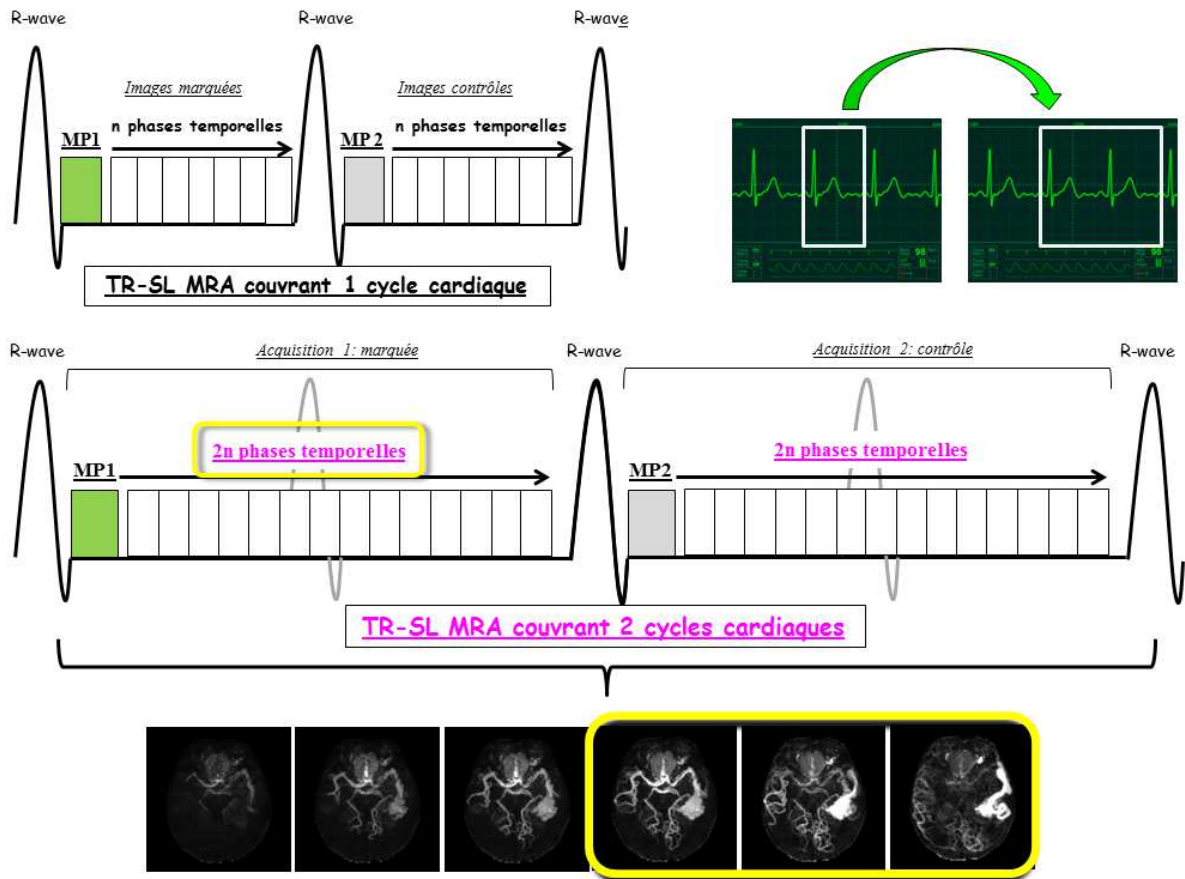 R-wave
R-wave
R-wave
Images marquées
Images contrôles
n phases temporelles
n phases temporelles
MP1
MP2
TR-SL MRA couvrant 1 cycle cardiaque
R-wave
Acquisition 1: marquée
R-wave
Acquisition 2: contrôle
R-wave
2n phases temporelles
2n phases temporelles
MP1
MP2
TR-SL MRA couvrant 2 cycles cardiaques